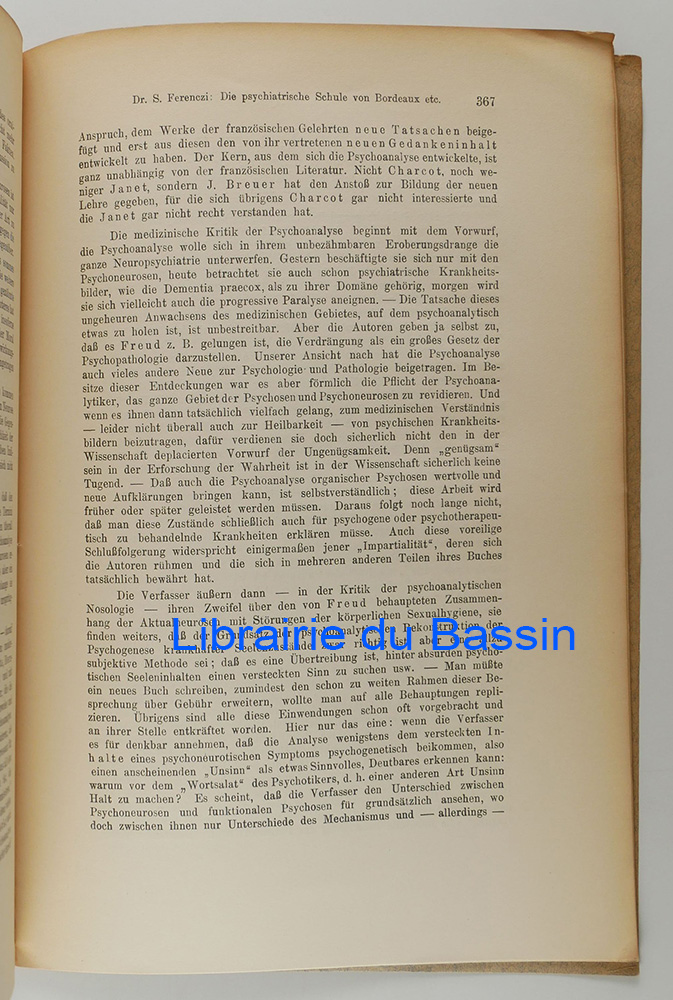 Dr. S. Ferenczi: Die psychiatrische Schule von Bordeaux etc. 367
Anspruch, dem Werke der französischen Gelehrten neue Tatsachen beige-
fügt und erst aus diesen den von ihr vertretenen neuen Gedankeninhalt
entwickelt zu haben. Der Kern, aus dem sich die Psychoanalyse entwickelte, ist
ganz unabhängig von der französischen Literatur. Nicht Charcot, noch we-
niger Janet, sondern J. Breuer hat den Anstoß zur Bildung der neuen
Lehre gegeben, für die sich übrigens Charcot gar nicht interessierte und
die Janet gar nicht recht verstanden hat.
Die medizinische Kritik der Psychoanalyse beginnt mit dem Vorwurf,
die Psychoanalyse wolle sich in ihrem unbezähmbaren Eroberungsdrange die
ganze Neuropsychiatrie unterwerfen. Gestern beschäftigte sie sich nur mit den
Psychoneurosen, heute betrachtet sie auch schon psychiatrische Krankheits-
bilder, wie die Dementia praecox, als zu ihrer Domäne gehörig, morgen wird
sie sich vielleicht auch die progressive Paralyse aneignen. — Die Tatsache dieses
ungeheuren Anwachsens des medizinischen Gebietes, auf dem psychoanalytisch
etwas zu holen ist, ist unbestreitbar. Aber die Autoren geben ja selbst zu,
daß es Freud z. B. gelungen ist, die Verdrängung als ein großes Gesetz der
Psychopathologie darzustellen. Unserer Ansicht nach hat die Psychoanalyse
auch vieles andere Neue zur Psychologie und Pathologie beigetragen. Im Be-
sitze dieser Entdeckungen war es aber förmlich die Pflicht der Psychoana-
lytiker, das ganze Gebiet der Psychosen und Psychoneurosen zu revidieren. Und
wenn es ihnen dann tatsächlich vielfach gelang, zum medizinischen Verständnis
— leider nicht überall auch zur Heilbarkeit — von psychischen Krankheits-
bildern beizutragen, dafür verdienen sie doch sicherlich nicht den in der
Wissenschaft deplacierten Vorwurf der Ungenügsamkeit. Denn „genügsam“
sein in der Erforschung der Wahrheit ist in der Wissenschaft sicherlich keine
Tugend. — Daß auch die Psychoanalyse organischer Psychosen wertvolle und
neue Aufklärungen bringen kann, ist selbstverständlich; diese Arbeit wird
früher oder später geleistet werden müssen. Daraus folgt noch lange nicht,
daß man diese Zustände schließlich auch für psychogene oder psychotherapeu-
tisch zu behandelnde Krankheiten erklären müsse. Auch diese voreilige
Schlußfolgerung widerspricht einigermaßen jener „Impartialität“, deren sich
die Autoren rühmen und die sich in mehreren anderen Teilen ihres Buches
tatsächlich bewährt hat.
Die Verfasser äußern dann — in der Kritik der psychoanalytischen
Nosologie — ihren Zweifel über den von Freud behaupteten Zusammen-
hang der Aktualneurosen mit Störungen der körperlichen Sexualhygiene, sie
finden weiters, daß der Grundsatz der psychoanalytischen Rekonstruktion der
Psychogenese krankhafter Seelenzustände zwar richtig ist, aber eine allzu
subjektive Methode sei; daß es eine Übertreibung ist, hinter absurden psycho-
tischen Seeleninhalten einen versteckten Sinn zu suchen usw. — Man müßte
ein neues Buch schreiben, zumindest den schon zu weiten Rahmen dieser Be-
sprechung über Gebühr erweitern, wollte man auf alle Behauptungen repli-
zieren. Übrigens sind alle diese Einwendungen schon oft vorgebracht und
an ihrer Stelle entkräftet worden. Hier nur das eine: wenn die Verfasser
es für denkbar annehmen, daß die Analyse wenigstens dem versteckten In-
halte eines psychoneurotischen Symptoms psychogenetisch beikommen, also
einen anscheinenden „Unsinn“ als etwas Sinnvolles, Deutbares erkennen kann:
warum vor dem „Wortsalat“ des Psychotikers, d. h. einer anderen Art Unsinn
Halt zu machen? Es scheint, daß die Verfasser den Unterschied zwischen
Psychoneurosen und funktionalen Psychosen für grundsätzlich ansehen, wo
doch zwischen ihnen nur Unterschiede des Mechanismus und — allerdings —
Librairie du Bassin